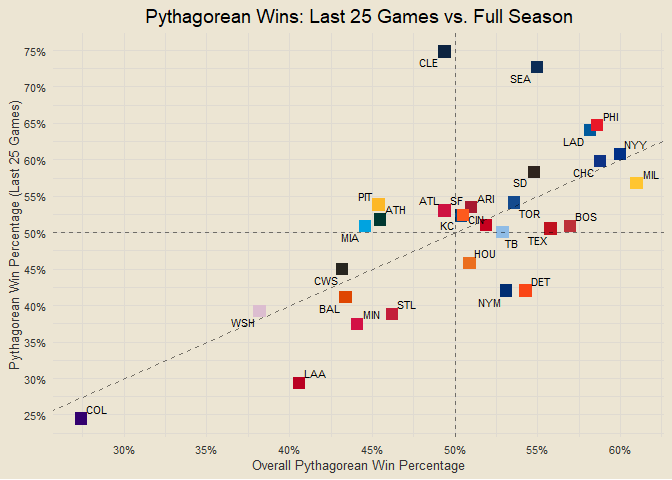 Pythagorean Wins: Last 25 Games vs. Full Season
Pythagorean Win Percentage (Last 25 Games)
75%
70%
65%
60%
55%
50%
45%
40%
35%
30%
25%
CLE
SEA
PHI
LAD
NYY
CHC
MIL
SD
PIT
ATH
ATL
SF
ARI
KC
CIN
TOR
BOS
MIA
TB
TEX
HOU
CWS
DET
NYM
BAL
WSH
MIN
STL
LAA
COL
30%
35%
40%
45%
50%
55%
60%
Overall Pythagorean Win Percentage